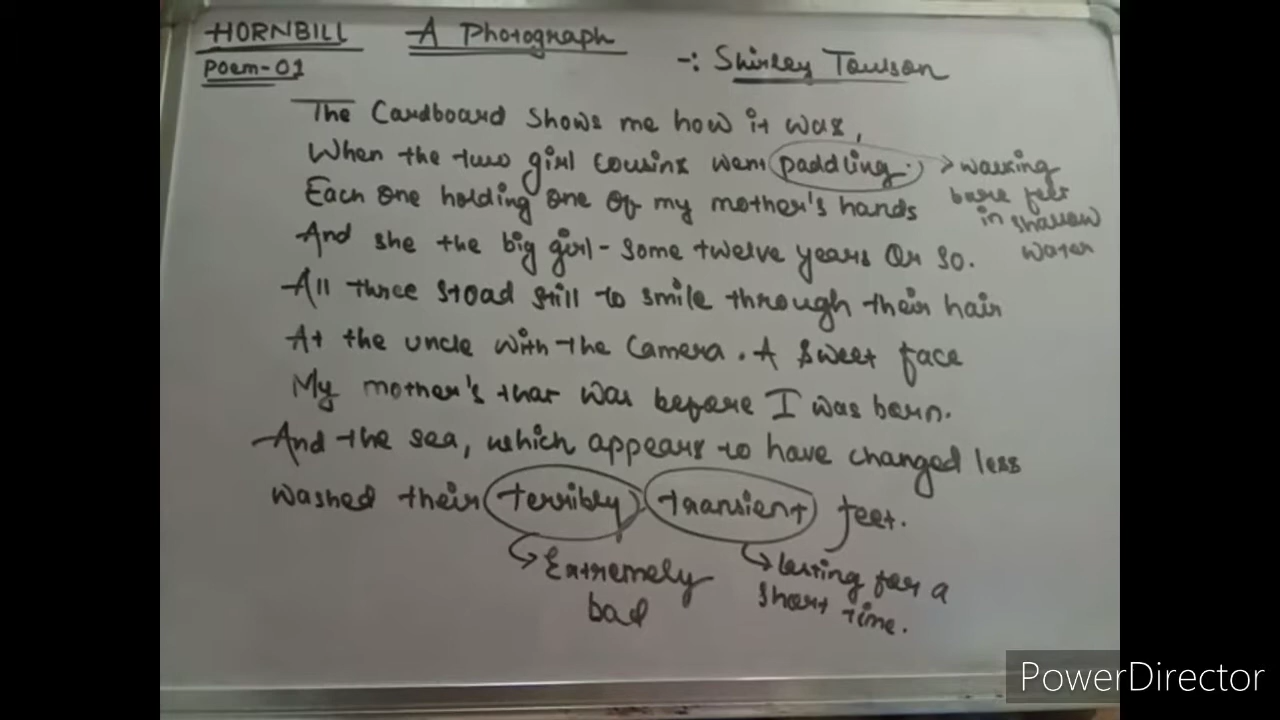 HORNBILL A Photograph
Poem-01 -: Shirley Toulson
The Cardboard shows me how it was,
When the two girl cousins went paddling. → walking
bare feet
Each one holding one of my mother's hands in shallow
And she the big girl - some twelve years or so. water
All three stood still to smile through their hair
At the uncle with the camera. A sweet face
My mother's that was before I was born.
And the sea, which appears to have changed less
washed their terribly transient feet.
Extremely lasting for a
bad short time.
PowerDirector